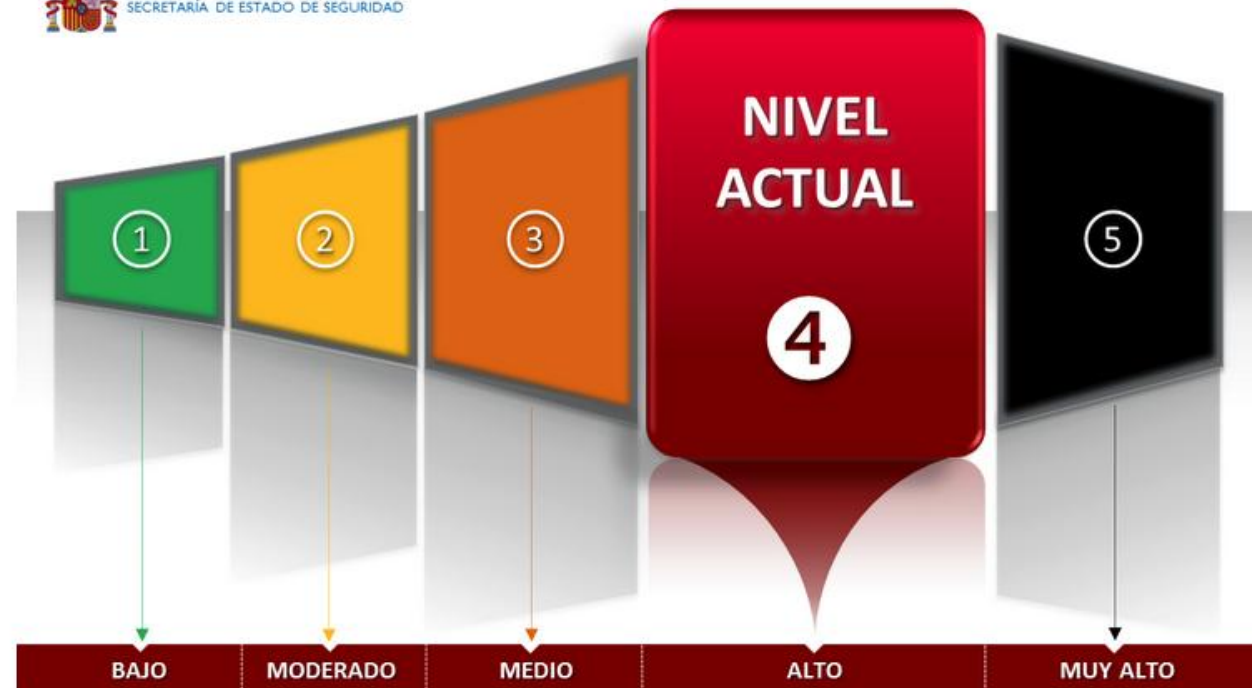 SECRETARÍA DE ESTADO DE SEGURIDAD
NIVEL
ACTUAL
1
2
3
4
5
BAJO
MODERADO
MEDIO
ALTO
MUY ALTO